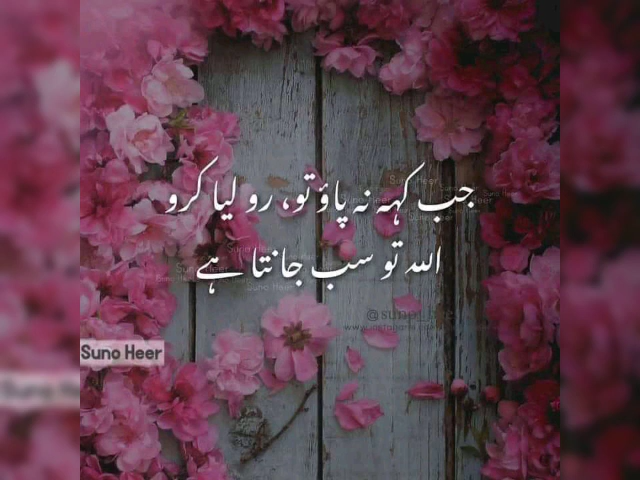 جب کہہ نہ پاؤ تو، رو لیا کرو
اللہ تو سب جانتا ہے
Suno Heer